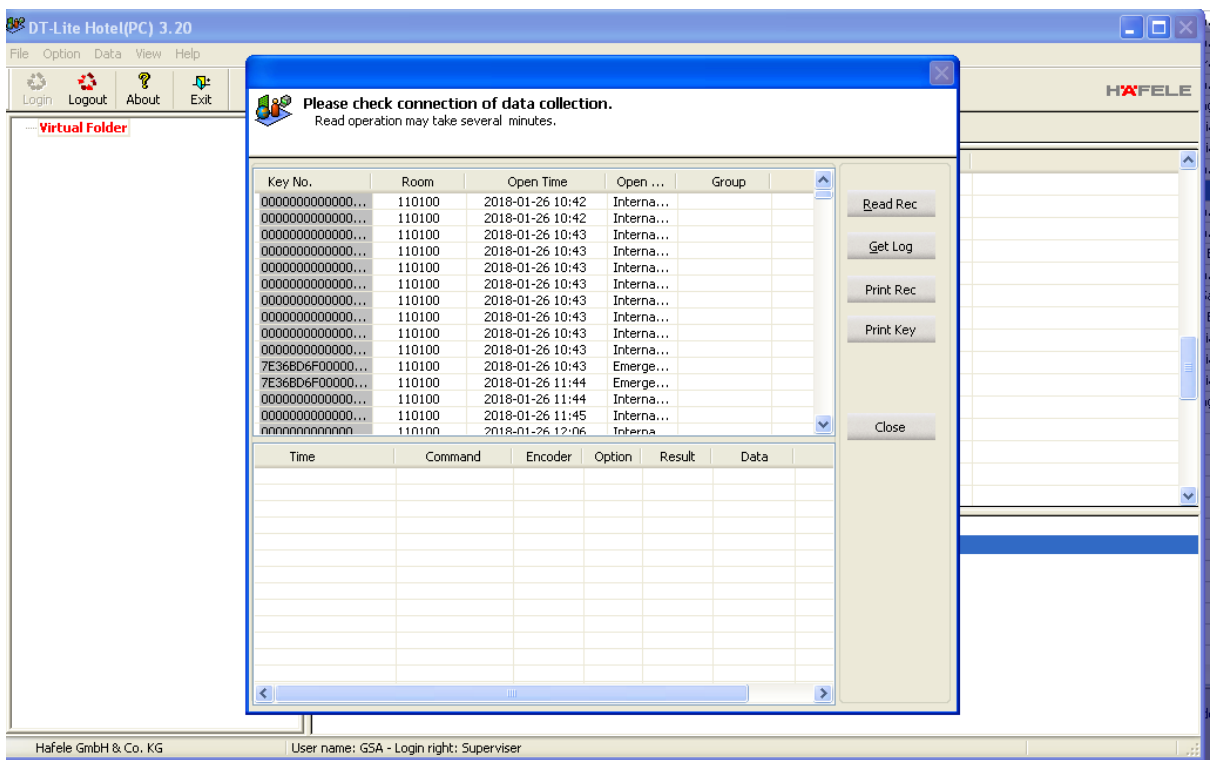 DT-Lite Hotel(PC) 3.20
File Option Data View Help
Login Logout About Exit
HÄFELE
Virtual Folder
Please check connection of data collection.
Read operation may take several minutes.
Key No. Room Open Time Open ... Group
0000000000000... 110100 2018-01-26 10:42 Interna...
0000000000000... 110100 2018-01-26 10:42 Interna...
0000000000000... 110100 2018-01-26 10:43 Interna...
0000000000000... 110100 2018-01-26 10:43 Interna...
0000000000000... 110100 2018-01-26 10:43 Interna...
0000000000000... 110100 2018-01-26 10:43 Interna...
0000000000000... 110100 2018-01-26 10:43 Interna...
0000000000000... 110100 2018-01-26 10:43 Interna...
0000000000000... 110100 2018-01-26 10:43 Interna...
0000000000000... 110100 2018-01-26 10:43 Interna...
7E36BD6F00000... 110100 2018-01-26 10:43 Emerge...
7E36BD6F00000... 110100 2018-01-26 11:44 Emerge...
0000000000000... 110100 2018-01-26 11:44 Interna...
0000000000000... 110100 2018-01-26 11:45 Interna...
0000000000000 110100 2018-01-26 12:06 Interna
Read Rec
Get Log
Print Rec
Print Key
Close
Time Command Encoder Option Result Data
Hafele GmbH & Co. KG User name: GSA - Login right: Superviser